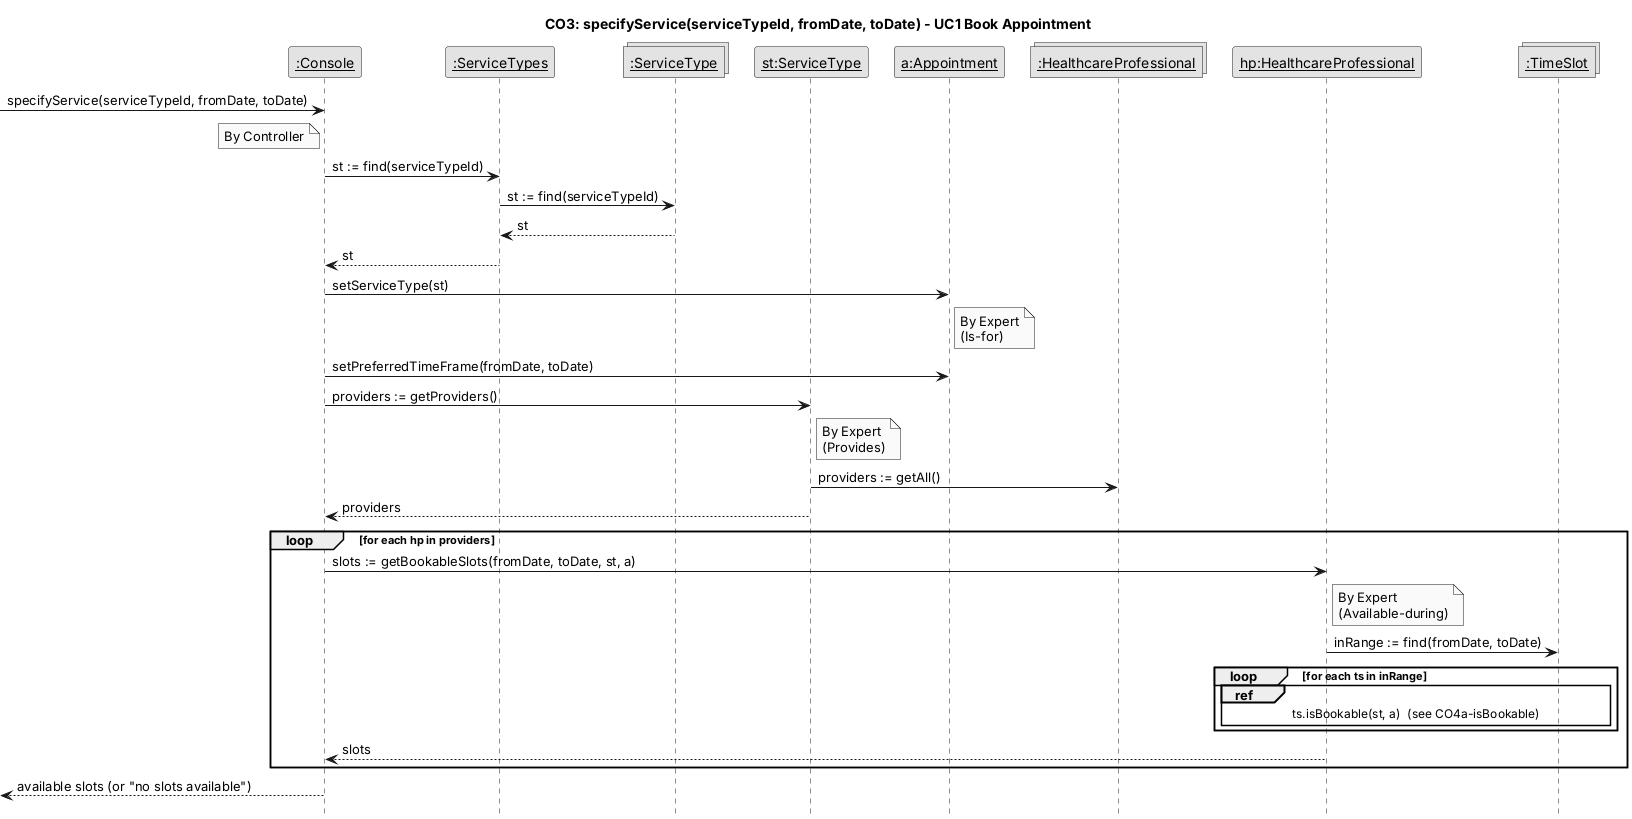 CO3: specifyService(serviceTypeId, fromDate, toDate) - UC1 Book Appointment
:Console
:ServiceTypes
:ServiceType
st:ServiceType
a:Appointment
:HealthcareProfessional
hp:HealthcareProfessional
:TimeSlot
specifyService(serviceTypeId, fromDate, toDate)
By Controller
st := find(serviceTypeId)
st := find(serviceTypeId)
st
st
setServiceType(st)
By Expert
(Is-for)
setPreferredTimeFrame(fromDate, toDate)
providers := getProviders()
By Expert
(Provides)
providers := getAll()
providers
loop [for each hp in providers]
slots := getBookableSlots(fromDate, toDate, st, a)
By Expert
(Available-during)
inRange := find(fromDate, toDate)
loop [for each ts in inRange]
ref
ts.isBookable(st, a) (see CO4a-isBookable)
slots
available slots (or "no slots available")